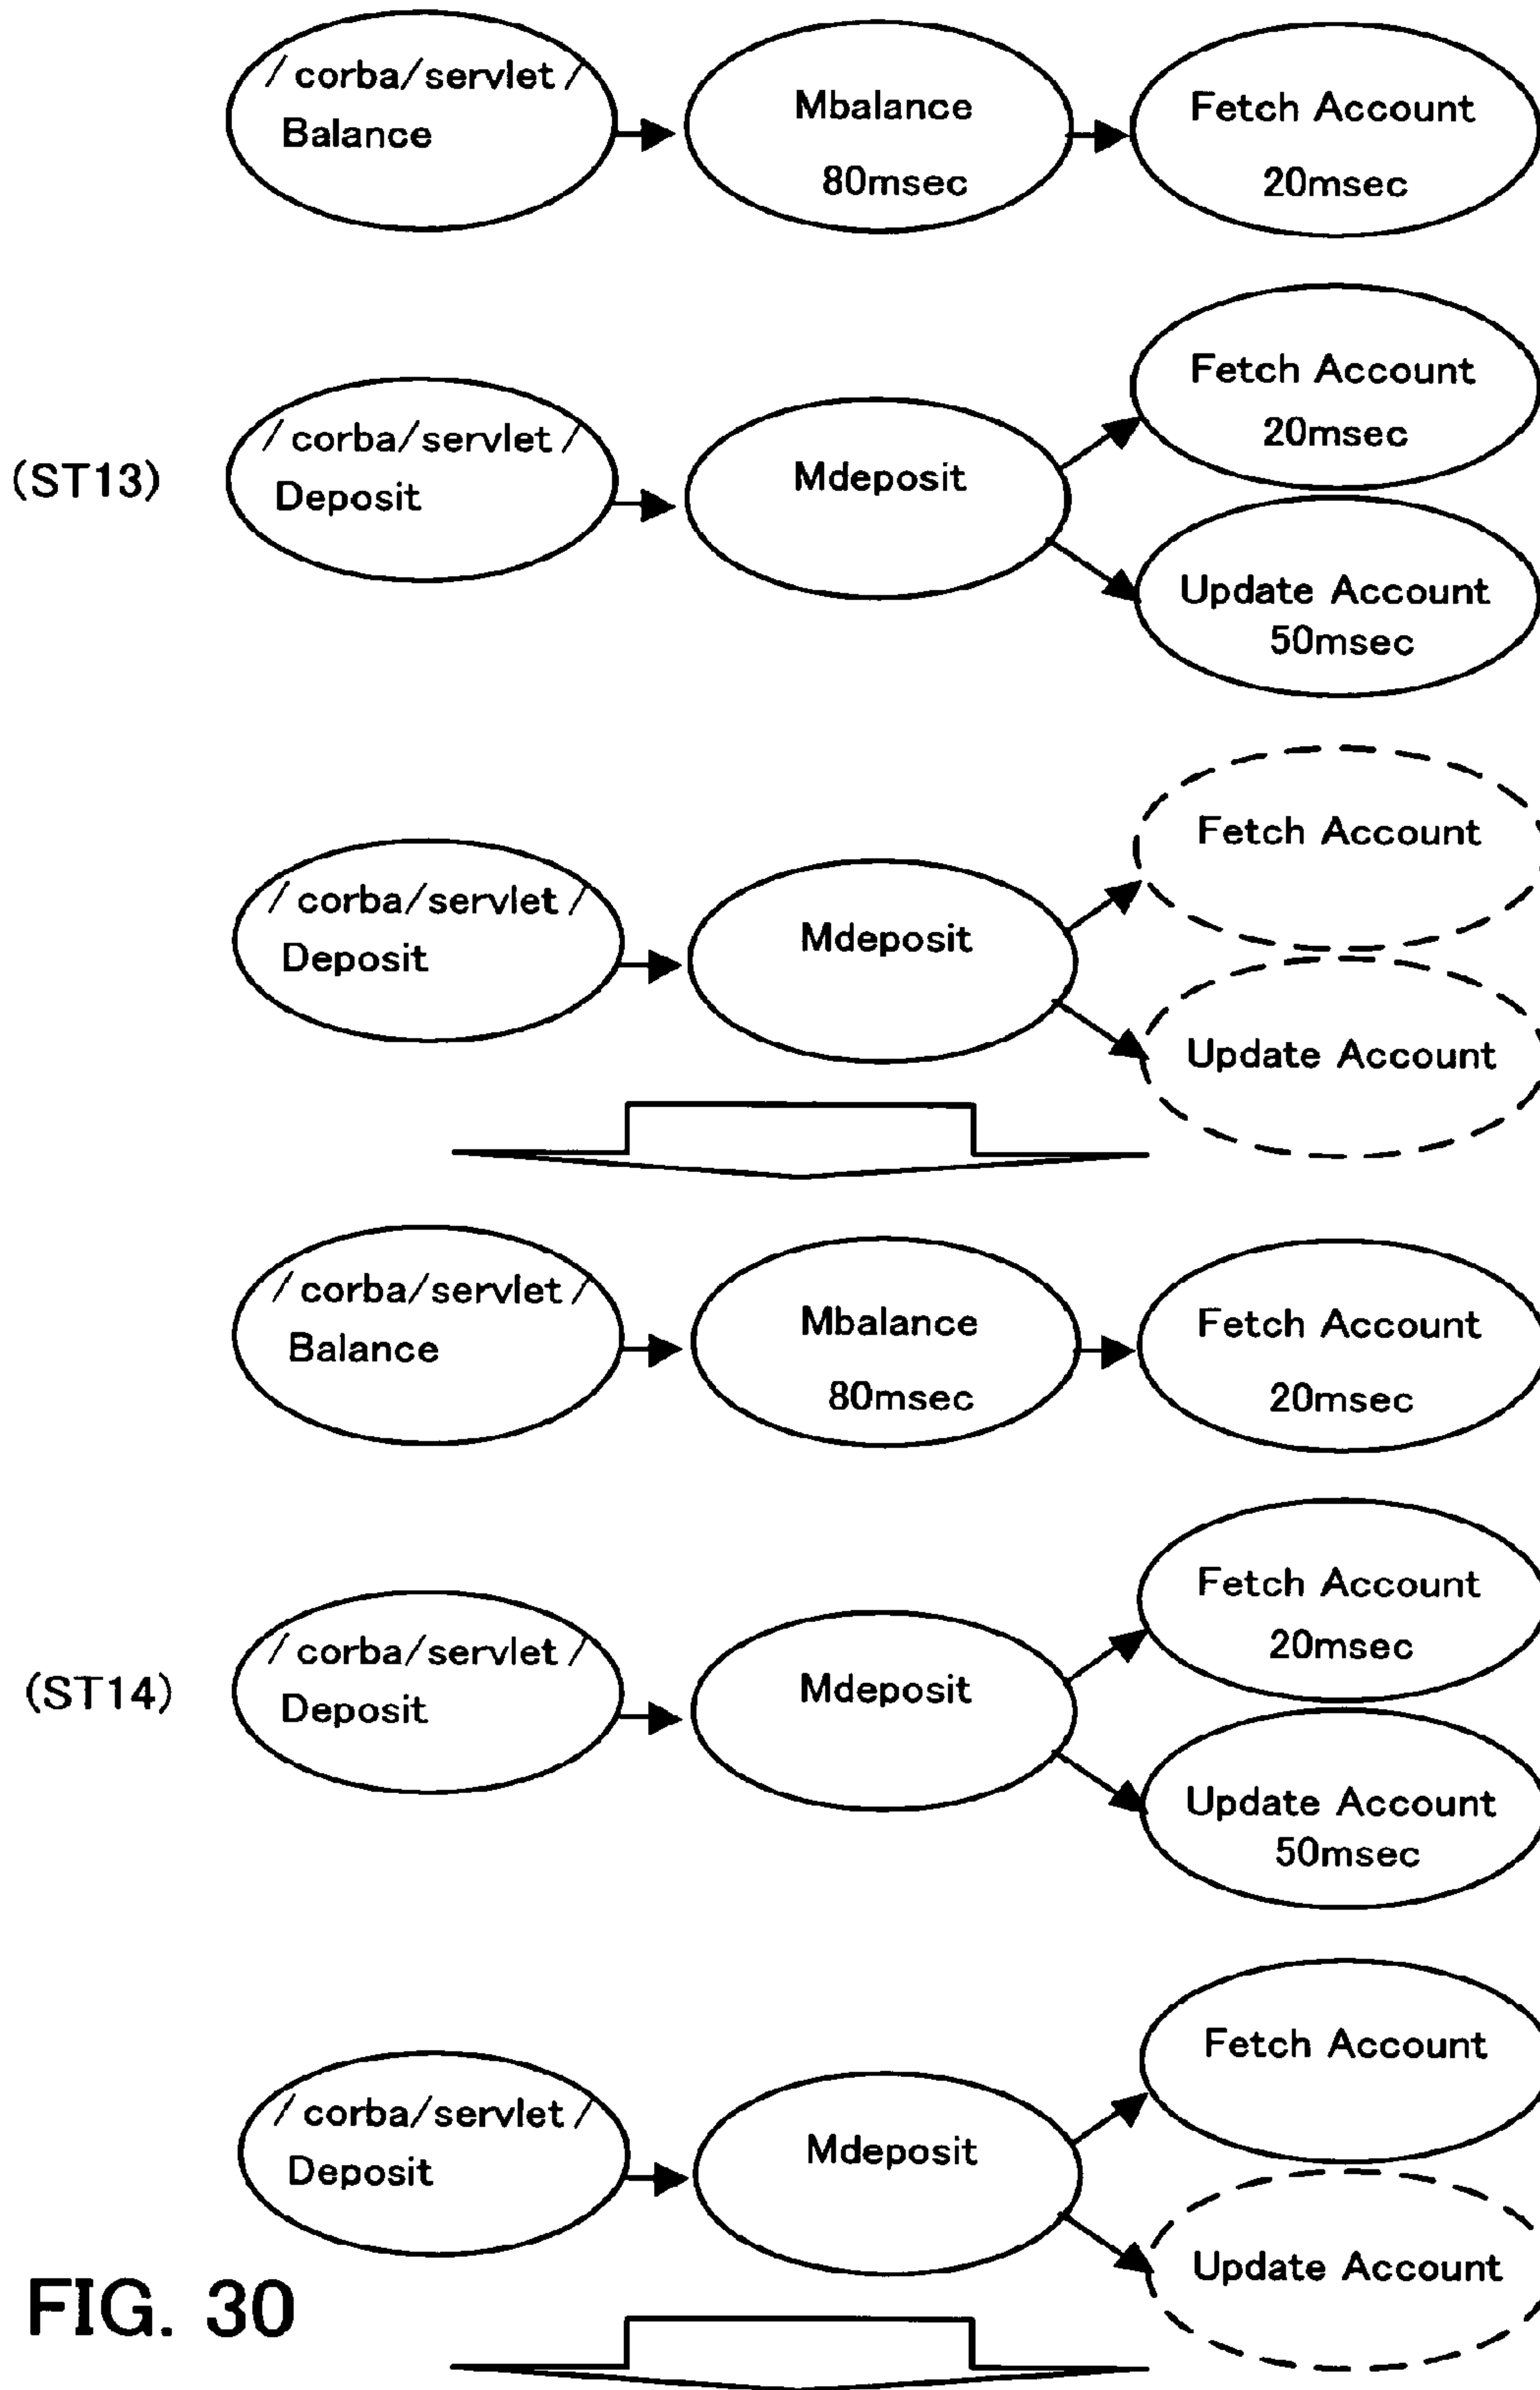 /corba/servlet/
Balance
Mbalance
80msec
Fetch Account
20msec
(ST13)
/corba/servlet/
Deposit
Mdeposit
Fetch Account
20msec
Update Account
50msec
/corba/servlet/
Deposit
Mdeposit
Fetch Account
Update Account
/corba/servlet/
Balance
Mbalance
80msec
Fetch Account
20msec
(ST14)
/corba/servlet/
Deposit
Mdeposit
Fetch Account
20msec
Update Account
50msec
/corba/servlet/
Deposit
Mdeposit
Fetch Account
Update Account
FIG. 30